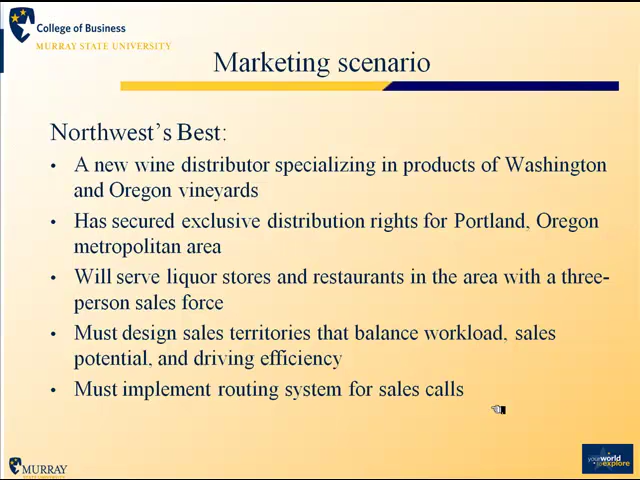 College of Business
MURRAY STATE UNIVERSITY
Marketing scenario
Northwest's Best:
• A new wine distributor specializing in products of Washington
and Oregon vineyards
• Has secured exclusive distribution rights for Portland, Oregon
metropolitan area
• Will serve liquor stores and restaurants in the area with a three-
person sales force
• Must design sales territories that balance workload, sales
potential, and driving efficiency
• Must implement routing system for sales calls
MURRAY
STATE UNIVERSITY
your world
to explore